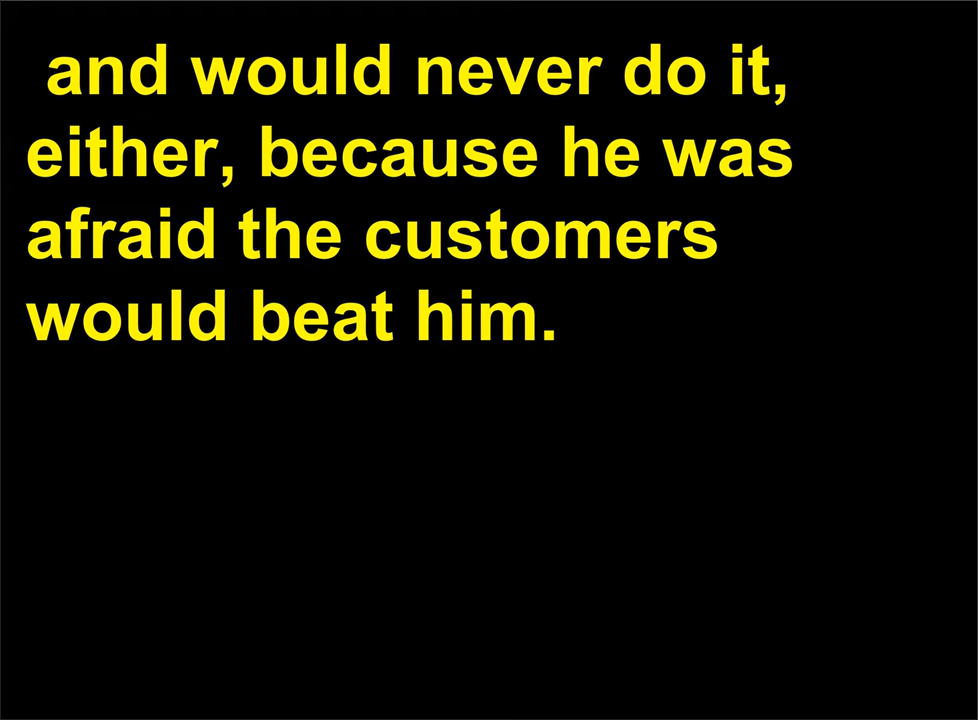 and would never do it,
either, because he was
afraid the customers
would beat him.